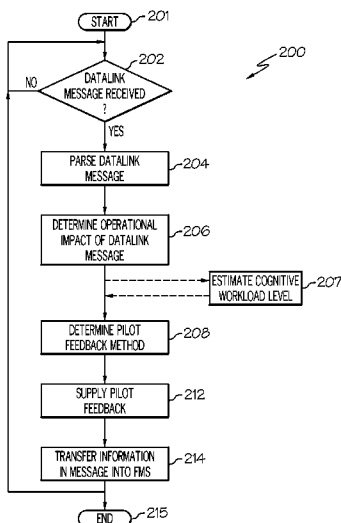 START
201
200
202
NO
DATALINK
MESSAGE RECEIVED
?
YES
PARSE DATALINK
MESSAGE
204
DETERMINE OPERATIONAL
IMPACT OF DATALINK
MESSAGE
206
ESTIMATE COGNITIVE
WORKLOAD LEVEL
207
DETERMINE PILOT
FEEDBACK METHOD
208
SUPPLY PILOT
FEEDBACK
212
TRANSFER INFORMATION
IN MESSAGE INTO FMS
214
END
215